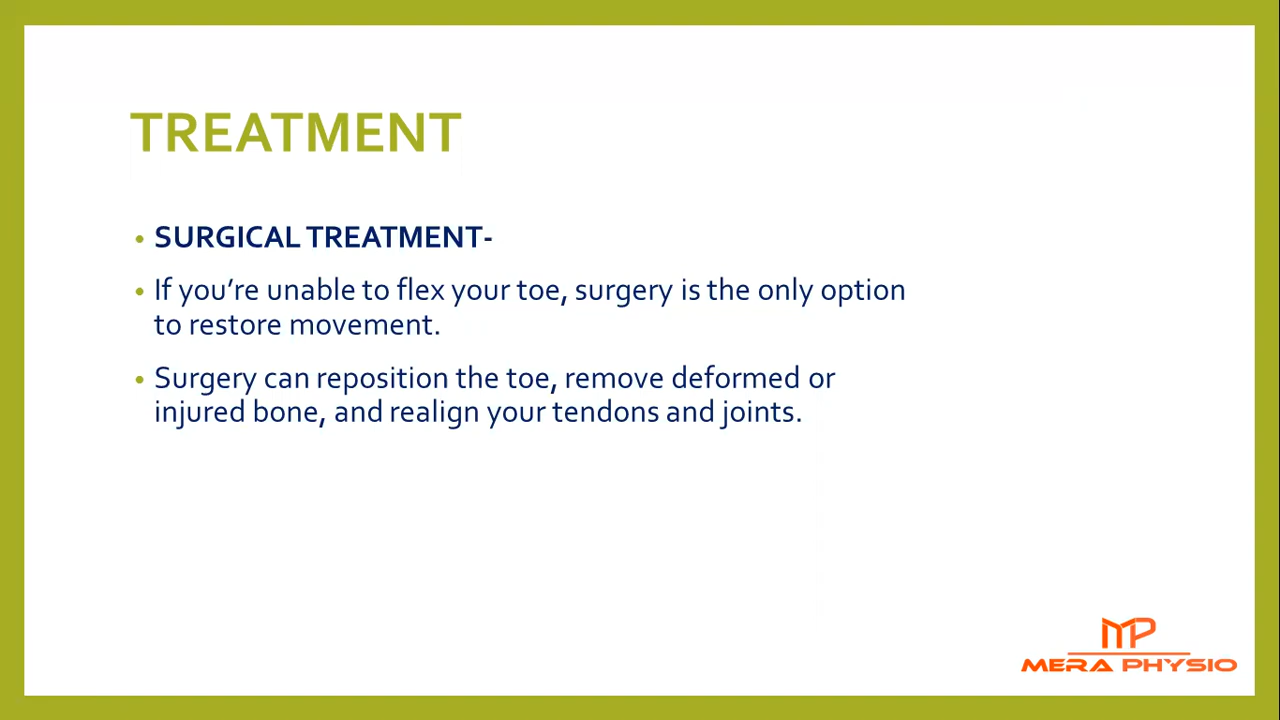 TREATMENT
• SURGICAL TREATMENT-
• If you’re unable to flex your toe, surgery is the only option
to restore movement.
• Surgery can reposition the toe, remove deformed or
injured bone, and realign your tendons and joints.
MP
MERA PHYSIO